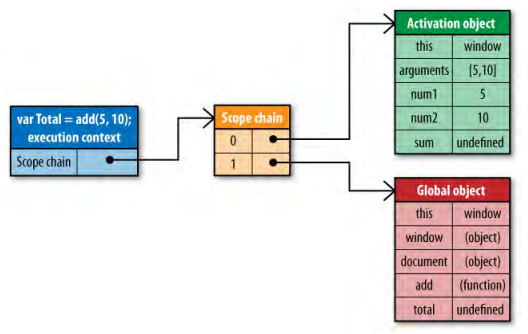 var Total = add(5, 10);
execution context
Scope chain
Scope chain
0
1
Activation object
this window
arguments [5,10]
num1 5
num2 10
sum undefined
Global object
this window
window (object)
document (object)
add (function)
total undefined